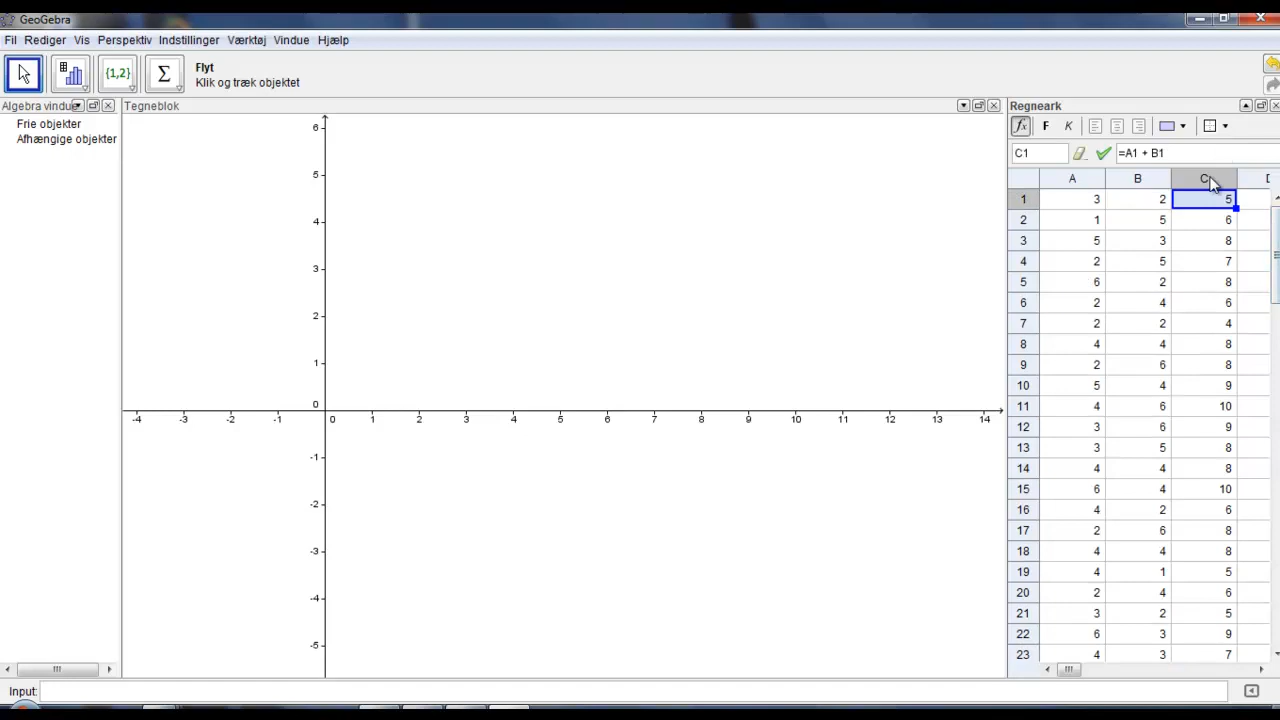 GeoGebra
Fil Rediger Vis Perspektiv Indstillinger Værktøj Vindue Hjælp
{1,2} Σ Flyt
Klik og træk objektet
Algebra vindue Tegneblok Regneark
Frie objekter
Afhængige objekter
F K
C1 =A1 + B1
A B C D
1 3 2 5
2 1 5 6
3 5 3 8
4 2 5 7
5 6 2 8
6 2 4 6
7 2 2 4
8 4 4 8
9 2 6 8
10 5 4 9
11 4 6 10
12 3 6 9
13 3 5 8
14 4 4 8
15 6 4 10
16 4 2 6
17 2 6 8
18 4 4 8
19 4 1 5
20 2 4 6
21 3 2 5
22 6 3 9
23 4 3 7
6
5
4
3
2
1
0
-4 -3 -2 -1 0 1 2 3 4 5 6 7 8 9 10 11 12 13 14
-1
-2
-3
-4
-5
Input: